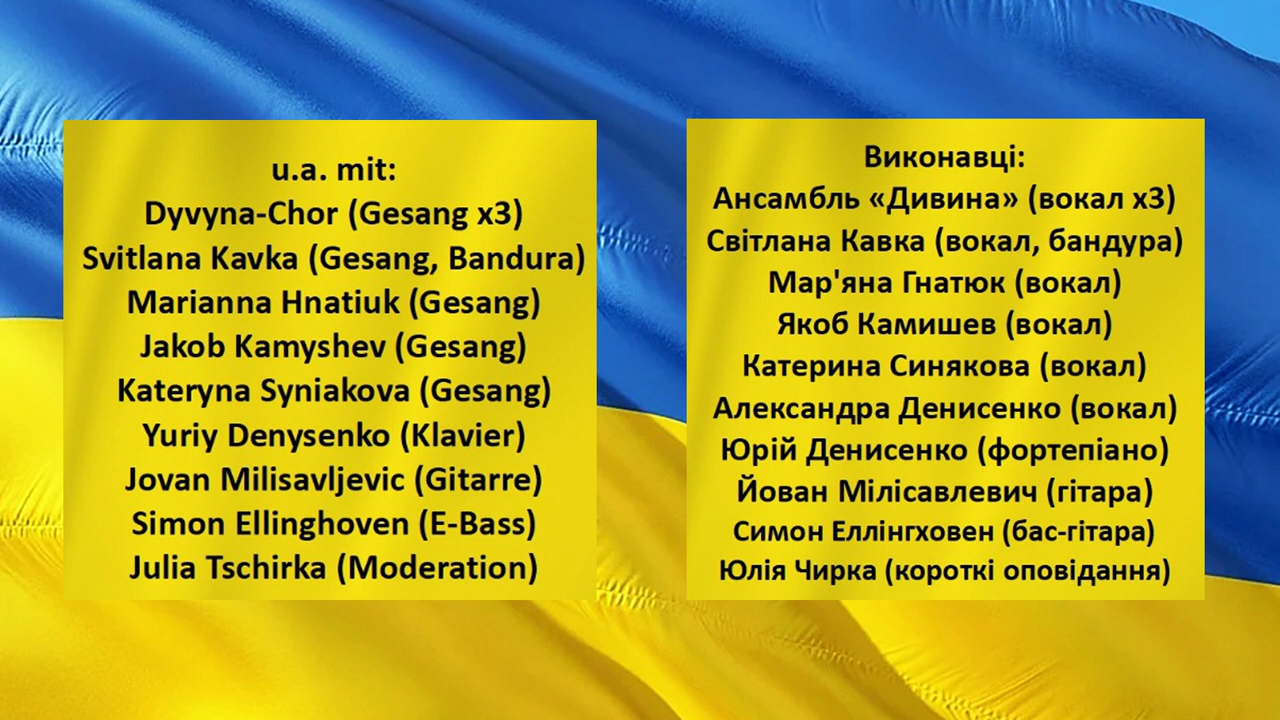 u.a. mit:
Dyvyna-Chor (Gesang x3)
Svitlana Kavka (Gesang, Bandura)
Marianna Hnatiuk (Gesang)
Jakob Kamyshev (Gesang)
Kateryna Syniakova (Gesang)
Yuriy Denysenko (Klavier)
Jovan Milisavljevic (Gitarre)
Simon Ellinghoven (E-Bass)
Julia Tschirka (Moderation)
Виконавці:
Ансамбль «Дивина» (вокал x3)
Світлана Кавка (вокал, бандура)
Мар'яна Гнатюк (вокал)
Якоб Камишев (вокал)
Катерина Синякова (вокал)
Александра Денисенко (вокал)
Юрій Денисенко (фортепіано)
Йован Мілісавлевич (гітара)
Симон Еллінгховен (бас-гітара)
Юлія Чирка (короткі оповідання)